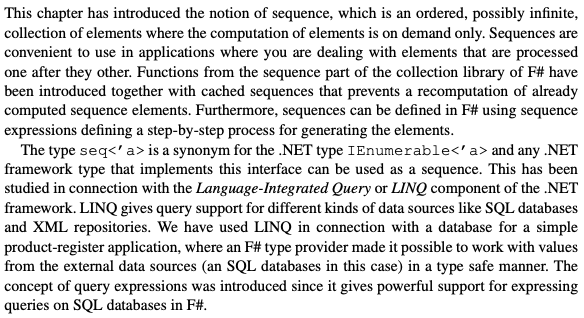 This chapter has introduced the notion of sequence, which is an ordered, possibly infinite,
collection of elements where the computation of elements is on demand only. Sequences are
convenient to use in applications where you are dealing with elements that are processed
one after they other. Functions from the sequence part of the collection library of F# have
been introduced together with cached sequences that prevents a recomputation of already
computed sequence elements. Furthermore, sequences can be defined in F# using sequence
expressions defining a step-by-step process for generating the elements.
The type seq<'a> is a synonym for the .NET type IEnumerable<'a> and any .NET
framework type that implements this interface can be used as a sequence. This has been
studied in connection with the Language-Integrated Query or LINQ component of the .NET
framework. LINQ gives query support for different kinds of data sources like SQL databases
and XML repositories. We have used LINQ in connection with a database for a simple
product-register application, where an F# type provider made it possible to work with values
from the external data sources (an SQL databases in this case) in a type safe manner. The
concept of query expressions was introduced since it gives powerful support for expressing
queries on SQL databases in F#.